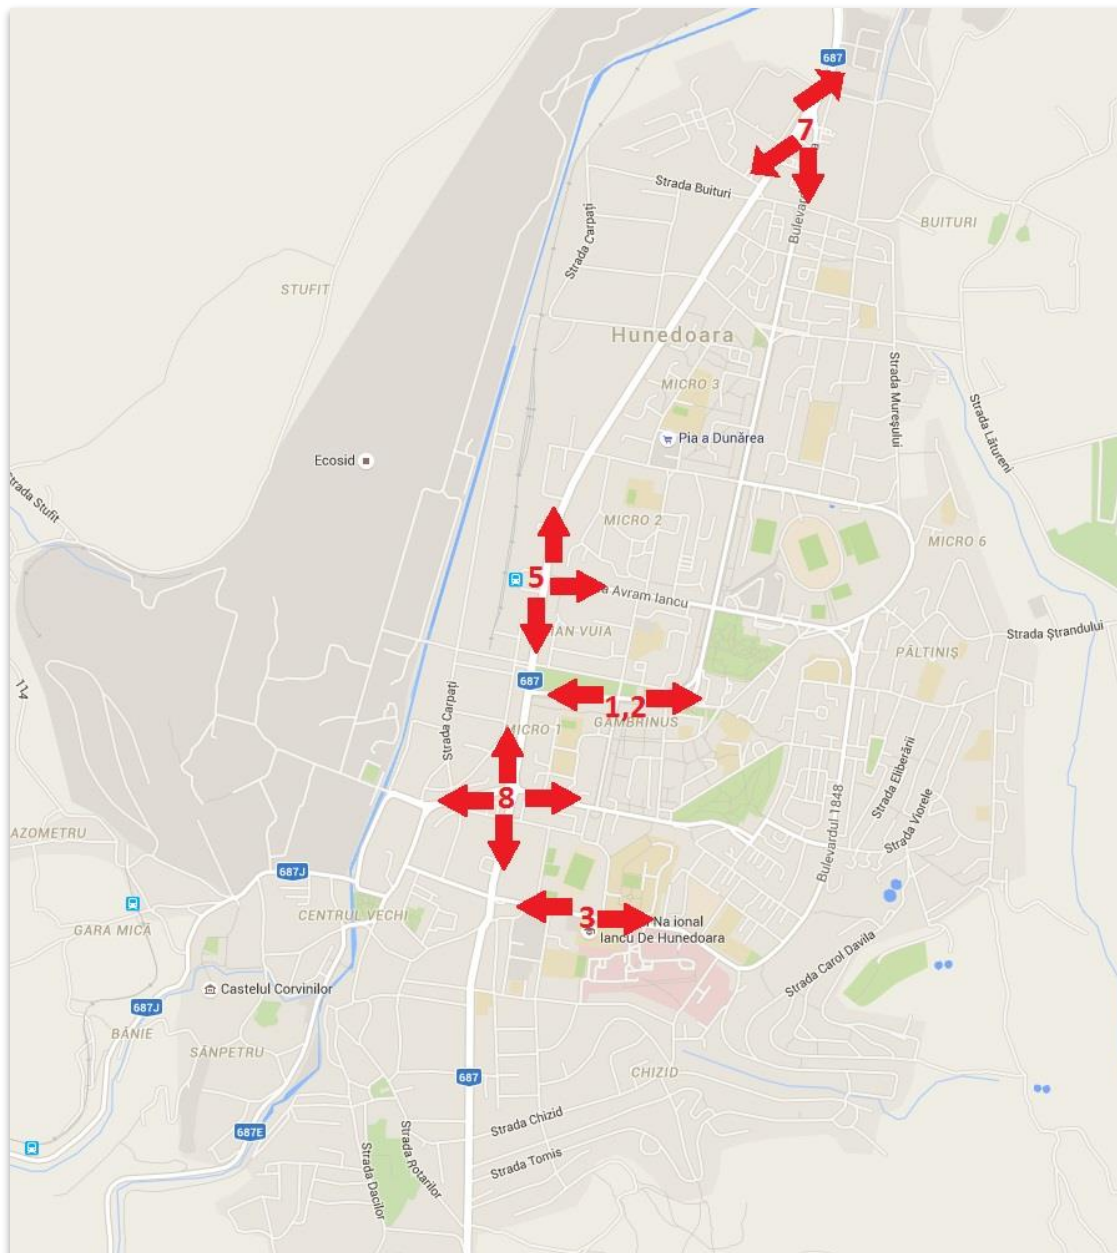 687
7
Strada Buituri
Bulevard
BUITURI
Strada Carpați
STUFIT
Hunedoara
MICRO 3
Strada Mureșului
Strada Lătureni
Pia a Dunărea
Ecosid
Strada Stufit
MICRO 2
MICRO 6
5
a Avram Iancu
IAN VUIA
Strada Ștrandului
PĂLTINIȘ
114
687
1,2
GAMBRINUS
Strada Carpați
MICRO 1
Strada Eliberării
8
Bulevardul 1848
Strada Viorele
AZOMETRU
687J
CENTRUL VECHI
3
Na ional
Iancu De Hunedoara
GARA MICĂ
Strada Carol Davila
Castelul Corvinilor
687J
BĂNIE
SÂNPETRU
CHIZID
687
687E
Strada Chizid
Strada Rotarilor
Strada Tomis
Strada Dacilor